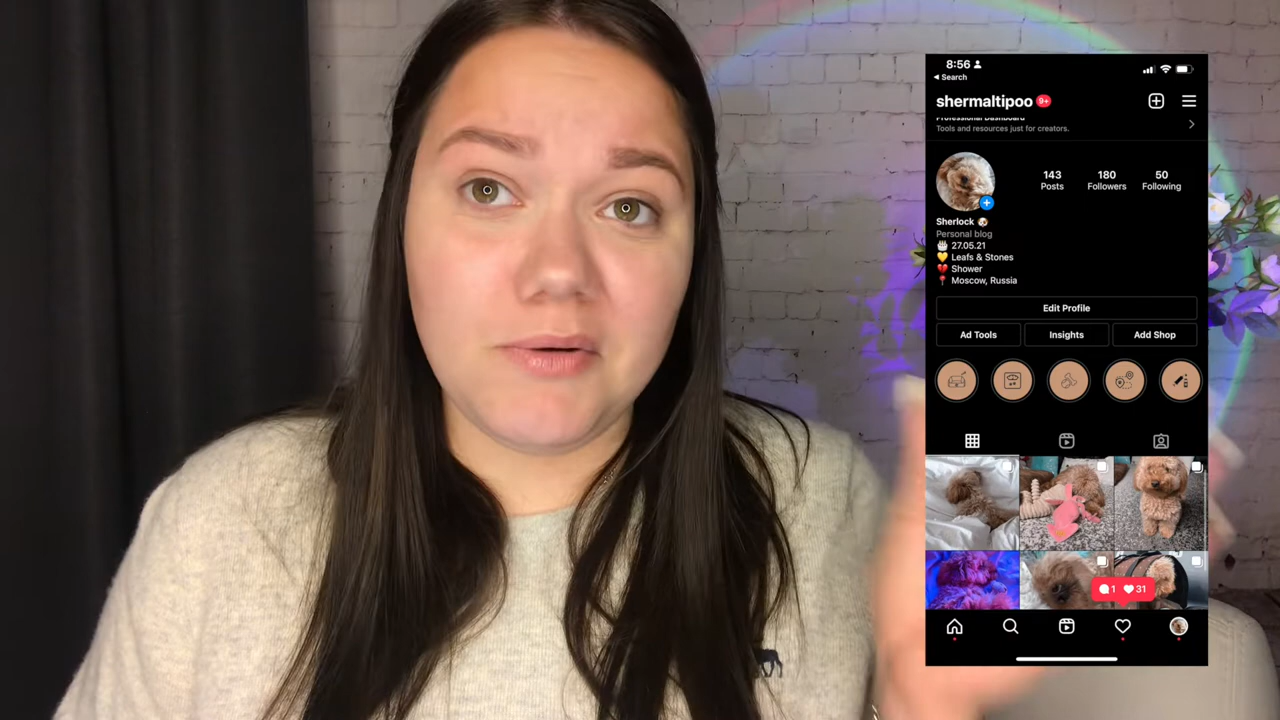 8:56
Search
shermaltipoo 9+
Professional Dashboard
Tools and resources just for creators.
143 180 50
Posts Followers Following
Sherlock
Personal blog
27.05.21
Leafs & Stones
Shower
Moscow, Russia
Edit Profile
Ad Tools Insights Add Shop
1 31